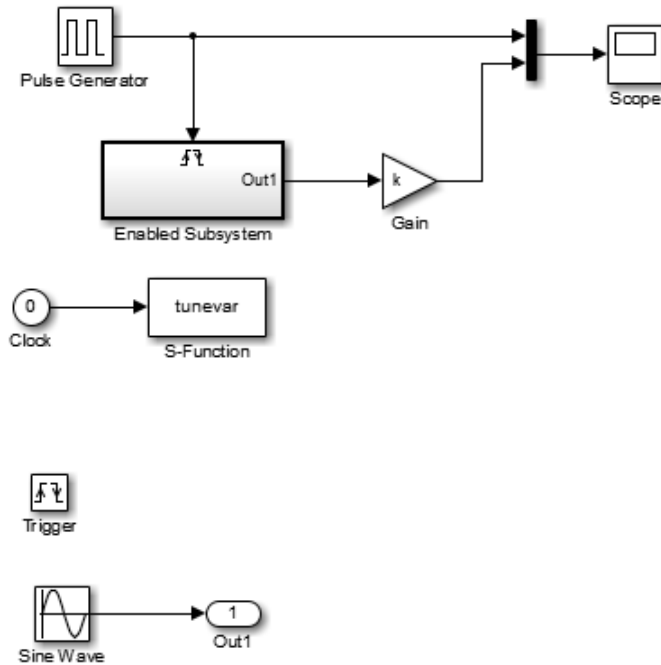 Pulse Generator
Scope
Out1
Enabled Subsystem
k
Gain
0
Clock
tunevar
S-Function
Trigger
Sine Wave
1
Out1